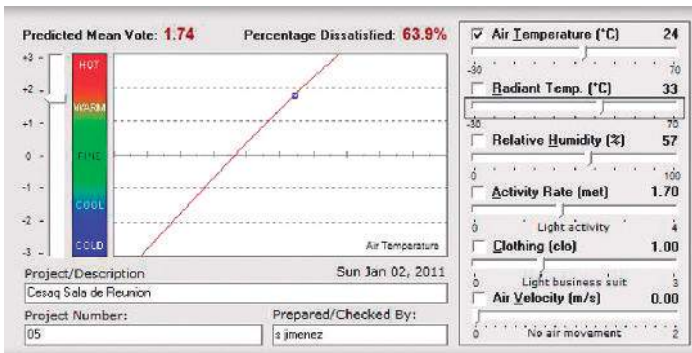 Predicted Mean Vote: 1.74
Percentage Dissatisfied: 63.9%
+3
+2
+1
0
-1
-2
-3
HOT
WARM
FINE
COOL
COLD
Air Temperature
Project/Description
Sun Jan 02, 2011
Cesaq Sala de Reunion
Project Number:
Prepared/Checked By:
05
s jimenez
Air Temperature (°C) 24
-30 70
Radiant Temp. (°C) 33
-30 70
Relative Humidity (%) 57
0 100
Activity Rate (met) 1.70
0 Light activity 4
Clothing (clo) 1.00
0 Light business suit 3
Air Velocity (m/s) 0.00
0 No air movement 2